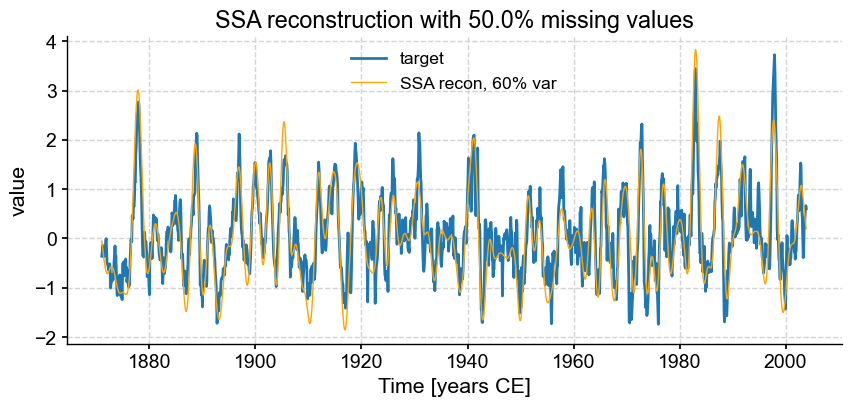 SSA reconstruction with 50.0% missing values
target
SSA recon, 60% var
value
4
3
2
1
0
−1
−2
1880
1900
1920
1940
1960
1980
2000
Time [years CE]